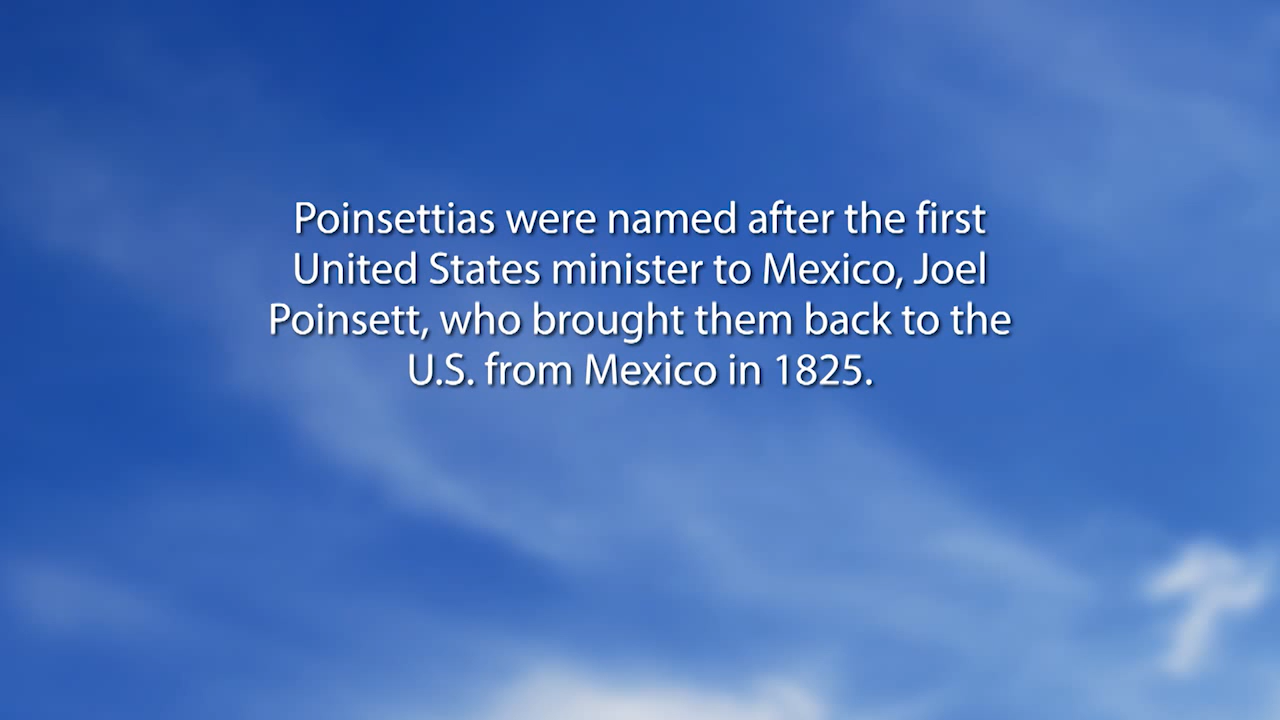 Poinsettias were named after the first
United States minister to Mexico, Joel
Poinsett, who brought them back to the
U.S. from Mexico in 1825.